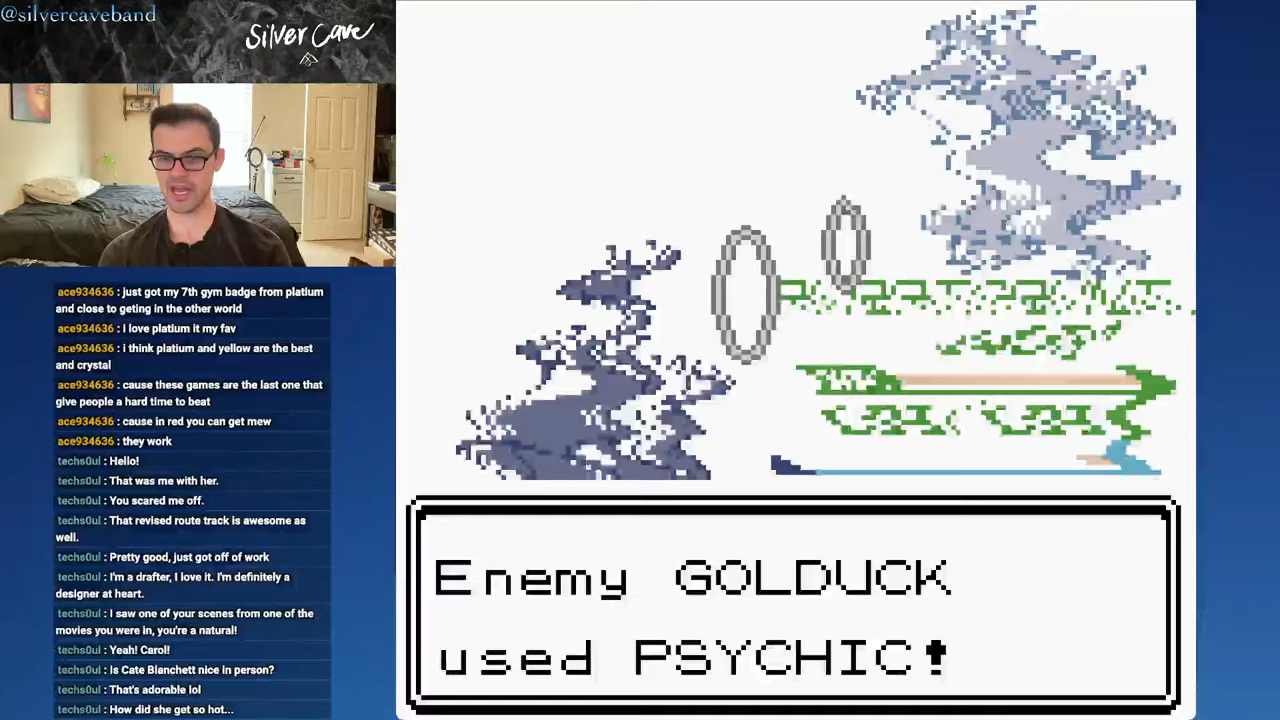 @silvercaveband
Silver Cave
ace934636 : just got my 7th gym badge from platium
and close to geting in the other world
ace934636 : i love platium it my fav
ace934636 : i think platium and yellow are the best
and crystal
ace934636 : cause these games are the last one that
give people a hard time to beat
ace934636 : cause in red you can get mew
ace934636 : they work
techs0ul : Hello!
techs0ul : That was me with her.
techs0ul : You scared me off.
techs0ul : That revised route track is awesome as
well.
techs0ul : Pretty good, just got off of work
techs0ul : I'm a drafter, I love it. I'm definitely a
designer at heart.
techs0ul : I saw one of your scenes from one of the
movies you were in, you're a natural!
techs0ul : Yeah! Carol!
techs0ul : Is Cate Blanchett nice in person?
techs0ul : That's adorable lol
techs0ul : How did she get so hot...
Enemy GOLDUCK
used PSYCHIC!